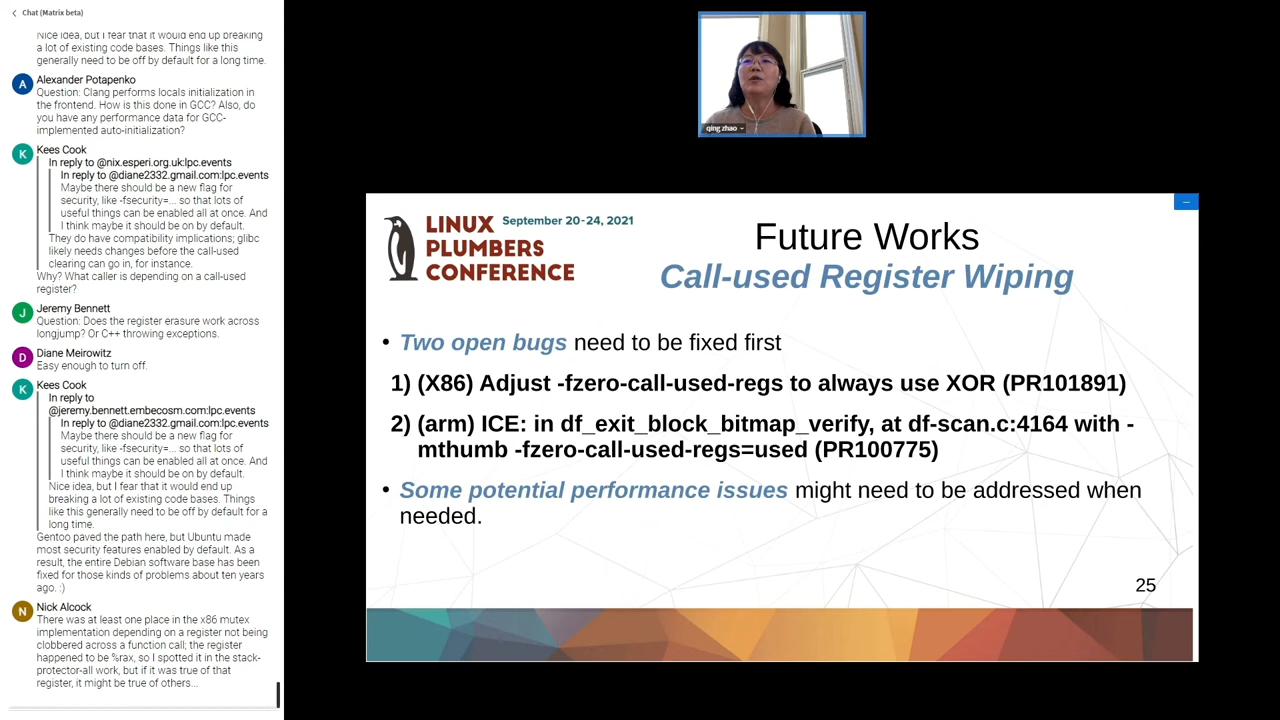 Chat (Matrix beta)
Nice idea, but I fear that it would end up breaking
a lot of existing code bases. Things like this
generally need to be off by default for a long time.
A
Alexander Potapenko
Question: Clang performs locals initialization in
the frontend. How is this done in GCC? Also, do
you have any performance data for GCC-
implemented auto-initialization?
K
Kees Cook
In reply to @nix.esperi.org.uk:lpc.events
In reply to @diane2332.gmail.com:lpc.events
Maybe there should be a new flag for
security, like -fsecurity=... so that lots of
useful things can be enabled all at once. And
I think maybe it should be on by default.
They do have compatibility implications; glibc
likely needs changes before the call-used
clearing can go in, for instance.
Why? What caller is depending on a call-used
register?
J
Jeremy Bennett
Question: Does the register erasure work across
longjump? Or C++ throwing exceptions.
D
Diane Meirowitz
Easy enough to turn off.
K
Kees Cook
In reply to
@jeremy.bennett.embecosm.com:lpc.events
In reply to @diane2332.gmail.com:lpc.events
Maybe there should be a new flag for
security, like -fsecurity=... so that lots of
useful things can be enabled all at once. And
I think maybe it should be on by default.
Nice idea, but I fear that it would end up
breaking a lot of existing code bases. Things
like this generally need to be off by default for a
long time.
Gentoo paved the path here, but Ubuntu made
most security features enabled by default. As a
result, the entire Debian software base has been
fixed for those kinds of problems about ten years
ago. :)
N
Nick Alcock
There was at least one place in the x86 mutex
implementation depending on a register not being
clobbered across a function call; the register
happened to be %rax, so I spotted it in the stack-
protector-all work, but if it was true of that
register, it might be true of others...
qing zhao
LINUX
PLUMBERS
CONFERENCE
September 20-24, 2021
Future Works
Call-used Register Wiping
• Two open bugs need to be fixed first
1) (X86) Adjust -fzero-call-used-regs to always use XOR (PR101891)
2) (arm) ICE: in df_exit_block_bitmap_verify, at df-scan.c:4164 with -
mthumb -fzero-call-used-regs=used (PR100775)
• Some potential performance issues might need to be addressed when
needed.
25